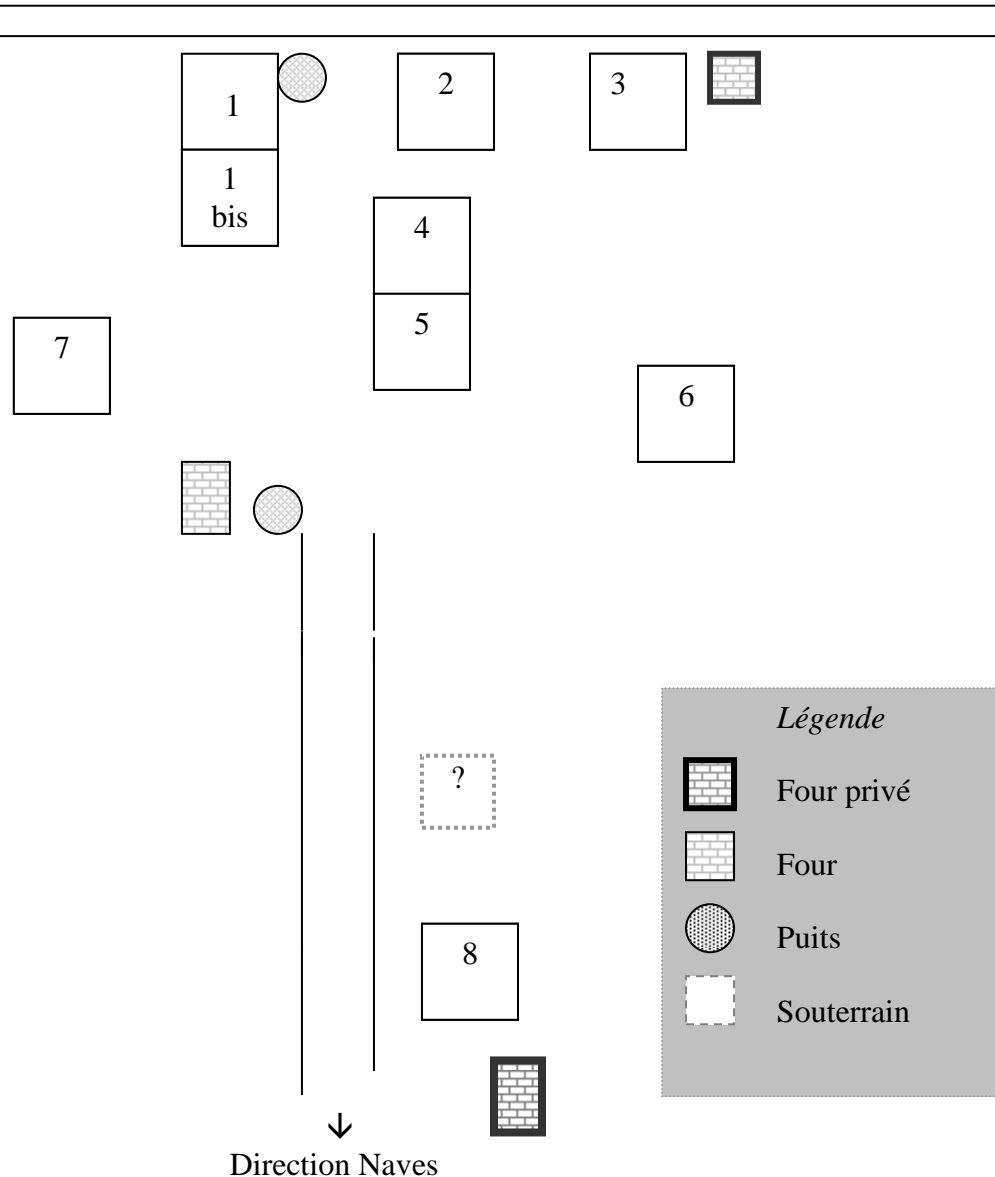 1
2
3
1
bis
4
5
7
6
?
8
Légende
Four privé
Four
Puits
Souterrain
Direction Naves